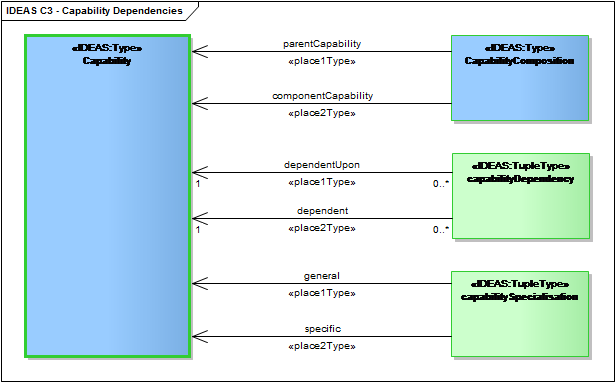 IDEAS C3 - Capability Dependencies
«IDEAS:Type»
Capability
parentCapability
«place1Type»
componentCapability
«place2Type»
«IDEAS:Type»
CapabilityComposition
dependentUpon
1
«place1Type»
0..*
dependent
1
«place2Type»
0..*
«IDEAS:TupleType»
capabilityDependency
general
«place1Type»
specific
«place2Type»
«IDEAS:TupleType»
capabilitySpecialisation